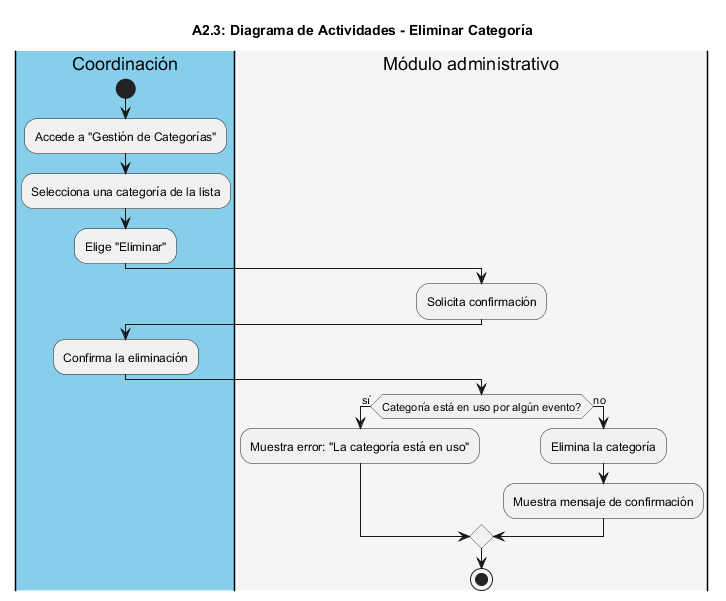 A2.3: Diagrama de Actividades - Eliminar Categoría
Coordinación
Módulo administrativo
Accede a "Gestión de Categorías"
Selecciona una categoría de la lista
Elige "Eliminar"
Solicita confirmación
Confirma la eliminación
sí
Categoría está en uso por algún evento?
no
Muestra error: "La categoría está en uso"
Elimina la categoría
Muestra mensaje de confirmación